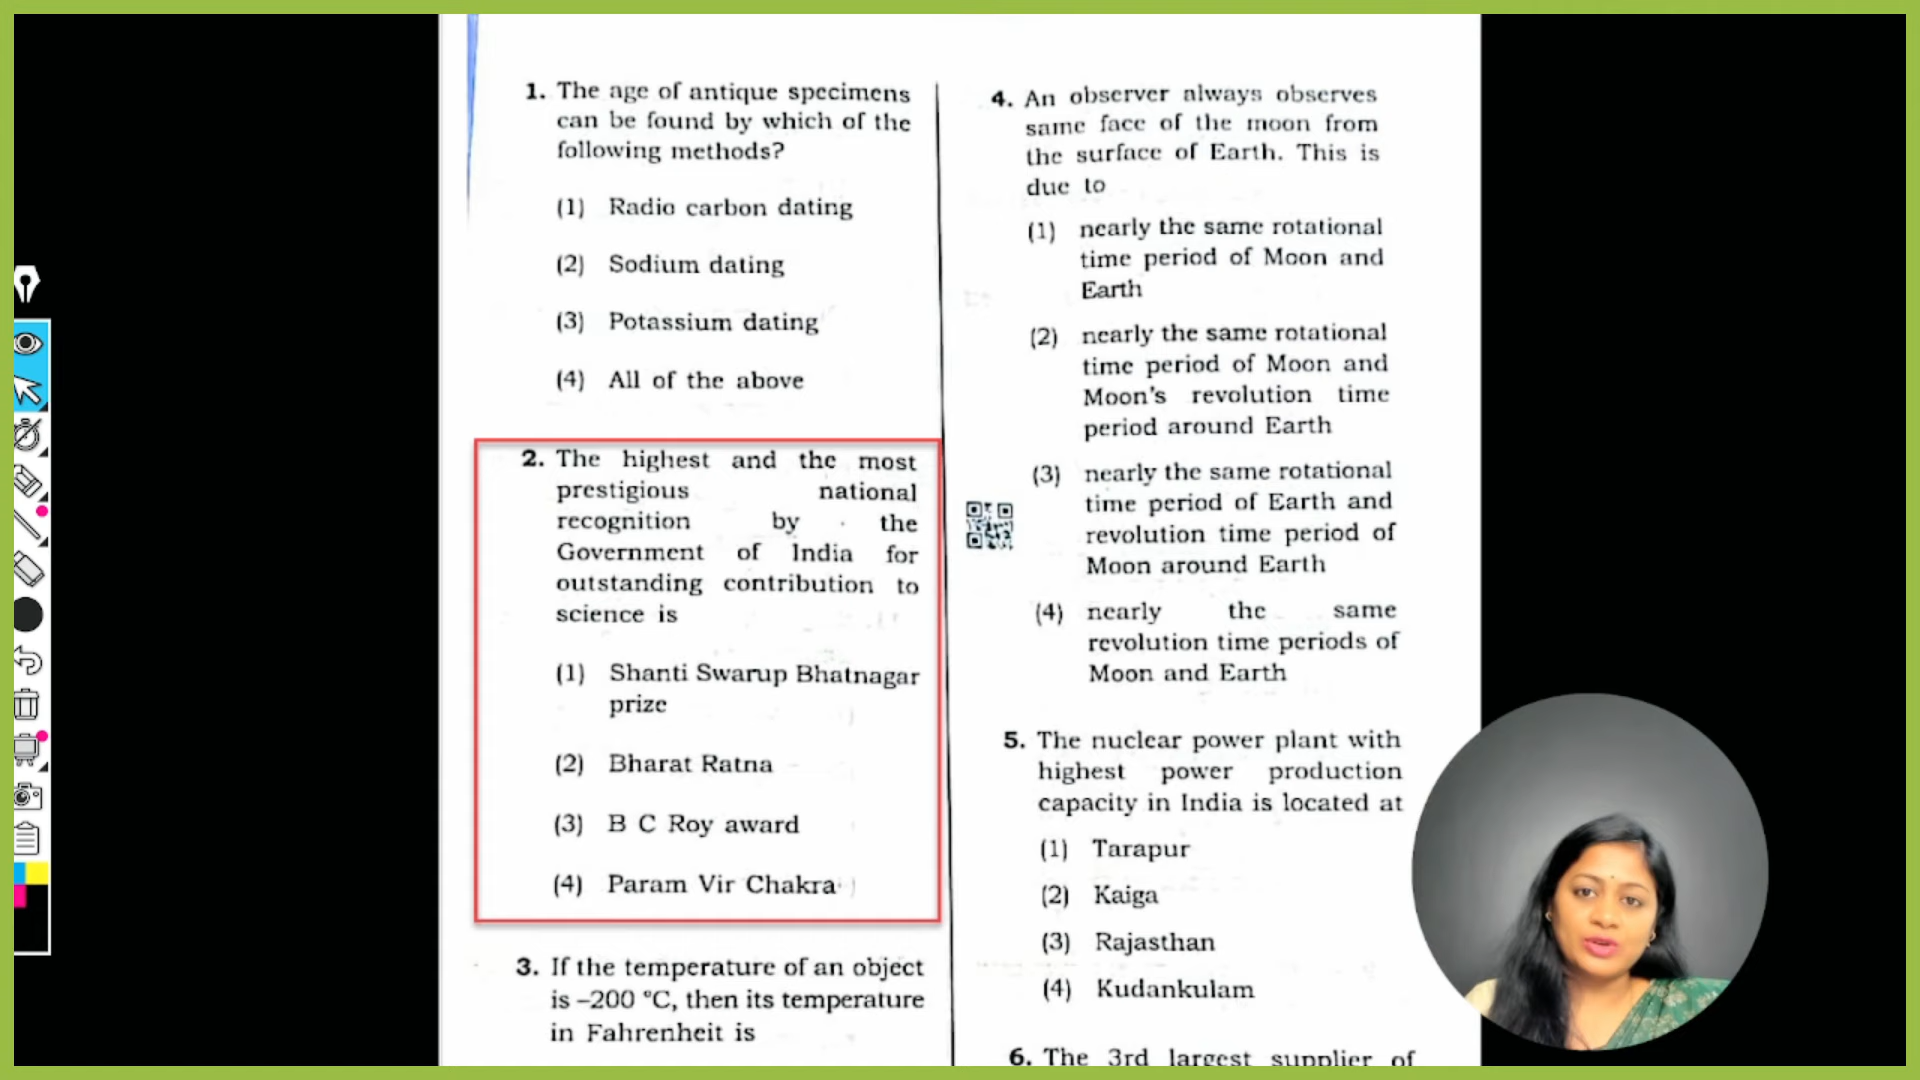 1. The age of antique specimens
can be found by which of the
following methods?
(1) Radio carbon dating
(2) Sodium dating
(3) Potassium dating
(4) All of the above
2. The highest and the most
prestigious national
recognition by the
Government of India for
outstanding contribution to
science is
(1) Shanti Swarup Bhatnagar
prize
(2) Bharat Ratna
(3) B C Roy award
(4) Param Vir Chakra
3. If the temperature of an object
is –200 °C, then its temperature
in Fahrenheit is
4. An observer always observes
same face of the moon from
the surface of Earth. This is
due to
(1) nearly the same rotational
time period of Moon and
Earth
(2) nearly the same rotational
time period of Moon and
Moon's revolution time
period around Earth
(3) nearly the same rotational
time period of Earth and
revolution time period of
Moon around Earth
(4) nearly the same
revolution time periods of
Moon and Earth
5. The nuclear power plant with
highest power production
capacity in India is located at
(1) Tarapur
(2) Kaiga
(3) Rajasthan
(4) Kudankulam
6. The 3rd largest supplier of